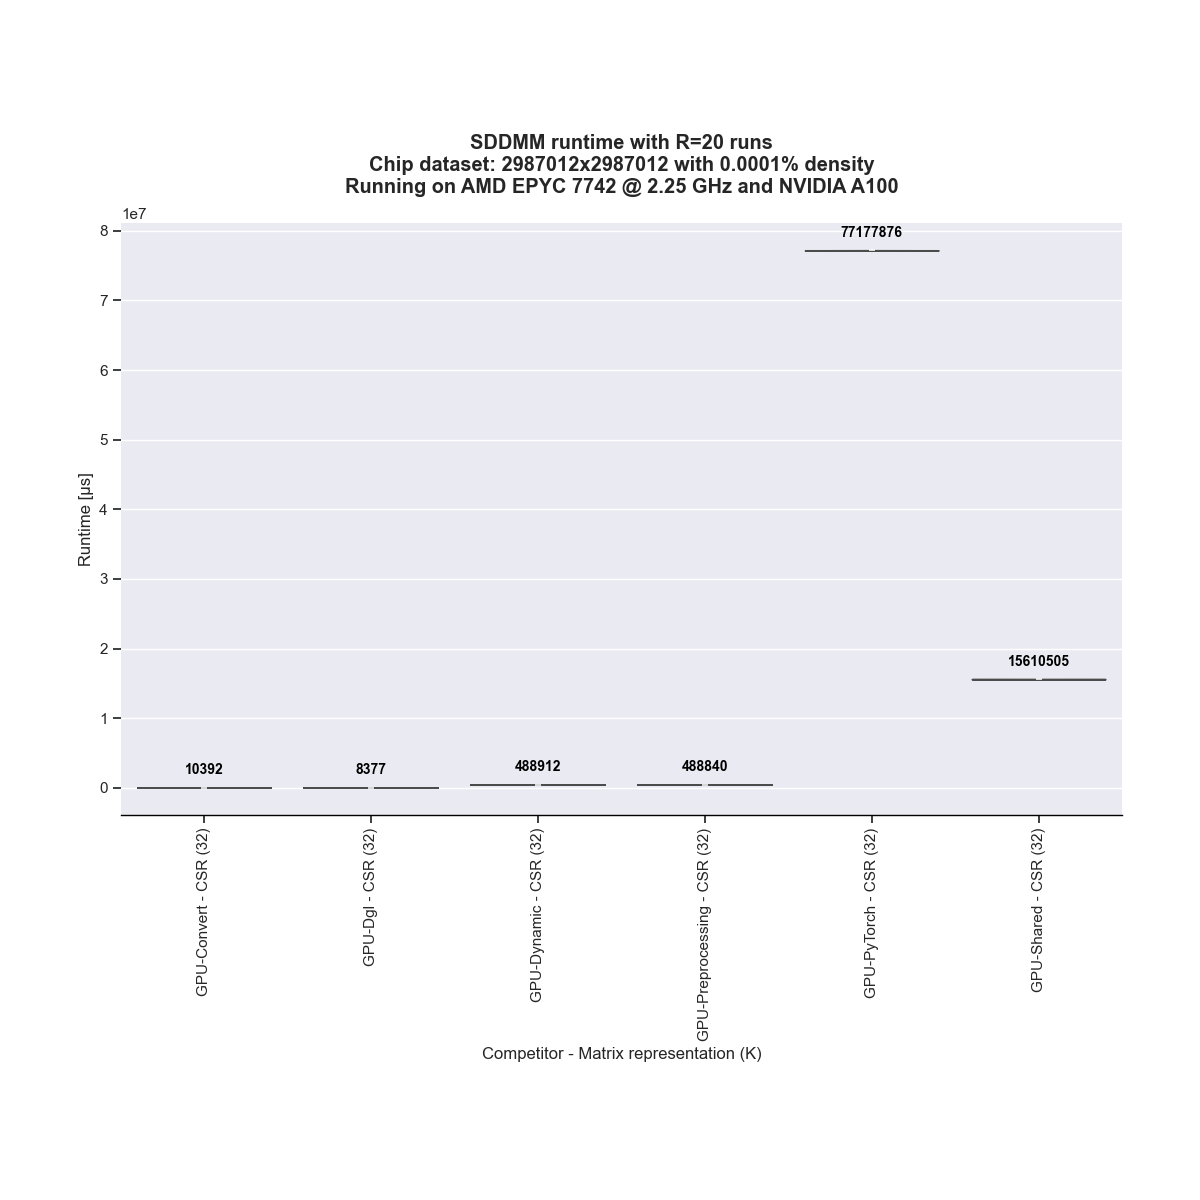 SDDMM runtime with R=20 runs
Chip dataset: 2987012x2987012 with 0.0001% density
Running on AMD EPYC 7742 @ 2.25 GHz and NVIDIA A100
1e7
8
7
6
5
4
3
2
1
0
Runtime [µs]
10392
8377
488912
488840
77177876
15610505
GPU-Convert - CSR (32)
GPU-Dgl - CSR (32)
GPU-Dynamic - CSR (32)
GPU-Preprocessing - CSR (32)
GPU-PyTorch - CSR (32)
GPU-Shared - CSR (32)
Competitor - Matrix representation (K)